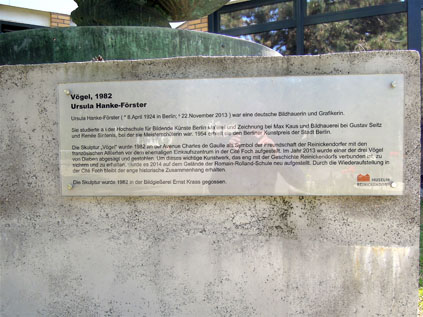 Vögel, 1982
Ursula Hanke-Förster
Ursula Hanke-Förster ( * 8.April 1924 in Berlin; 22.November 2013 ) war eine deutsche Bildhauerin und Grafikerin.
Sie studierte a der Hochschule für Bildende Künste Berlin Malerei und Zeichnung bei Max Kaus und Bildhauerei bei Gustav Seitz
und Renée Sintenis, bei der sie Meisterschülerin war. 1954 erhielt sie den Berliner Kunstpreis der Stadt Berlin.
Die Skulptur „Vögel" wurde 1982 an der Avenue Charles de Gaulle als Symbol der Freundschaft der Reinickendorfer mit den
französischen Alliierten vor dem ehemaligen Einkaufszentrum in der Cité Foch aufgestellt. Im Jahr 2013 wurde einer der drei Vögel
von Dieben abgesägt und gestohlen. Um dieses wichtige Kunstwerk, das eng mit der Geschichte Reinickendorfs verbunden ist, zu
sichern und zu erhalten, wurde es 2014 auf dem Gelände der Romain-Rolland-Schule neu aufgestellt. Durch die Wiederaufstellung in
der Cité Foch bleibt der enge historische Zusammenhang erhalten.
Die Skulptur wurde 1982 in der Bildgießerei Ernst Kraas gegossen.
MUSEUM
REINICKENDORF